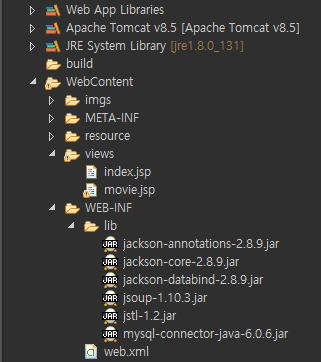 Web App Libraries
Apache Tomcat v8.5 [Apache Tomcat v8.5]
JRE System Library [jre1.8.0_131]
build
WebContent
imgs
META-INF
resource
views
index.jsp
movie.jsp
WEB-INF
lib
jackson-annotations-2.8.9.jar
jackson-core-2.8.9.jar
jackson-databind-2.8.9.jar
jsoup-1.10.3.jar
jstl-1.2.jar
mysql-connector-java-6.0.6.jar
web.xml